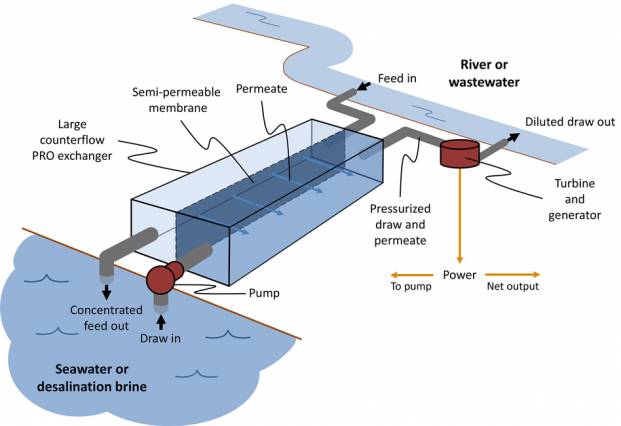 River or
wastewater
Feed in
Semi-permeable
membrane
Permeate
Diluted draw out
Large
counterflow
PRO exchanger
Turbine
and
generator
Pressurized
draw and
permeate
Power
To pump
Net output
Pump
Concentrated
feed out
Draw in
Seawater or
desalination brine